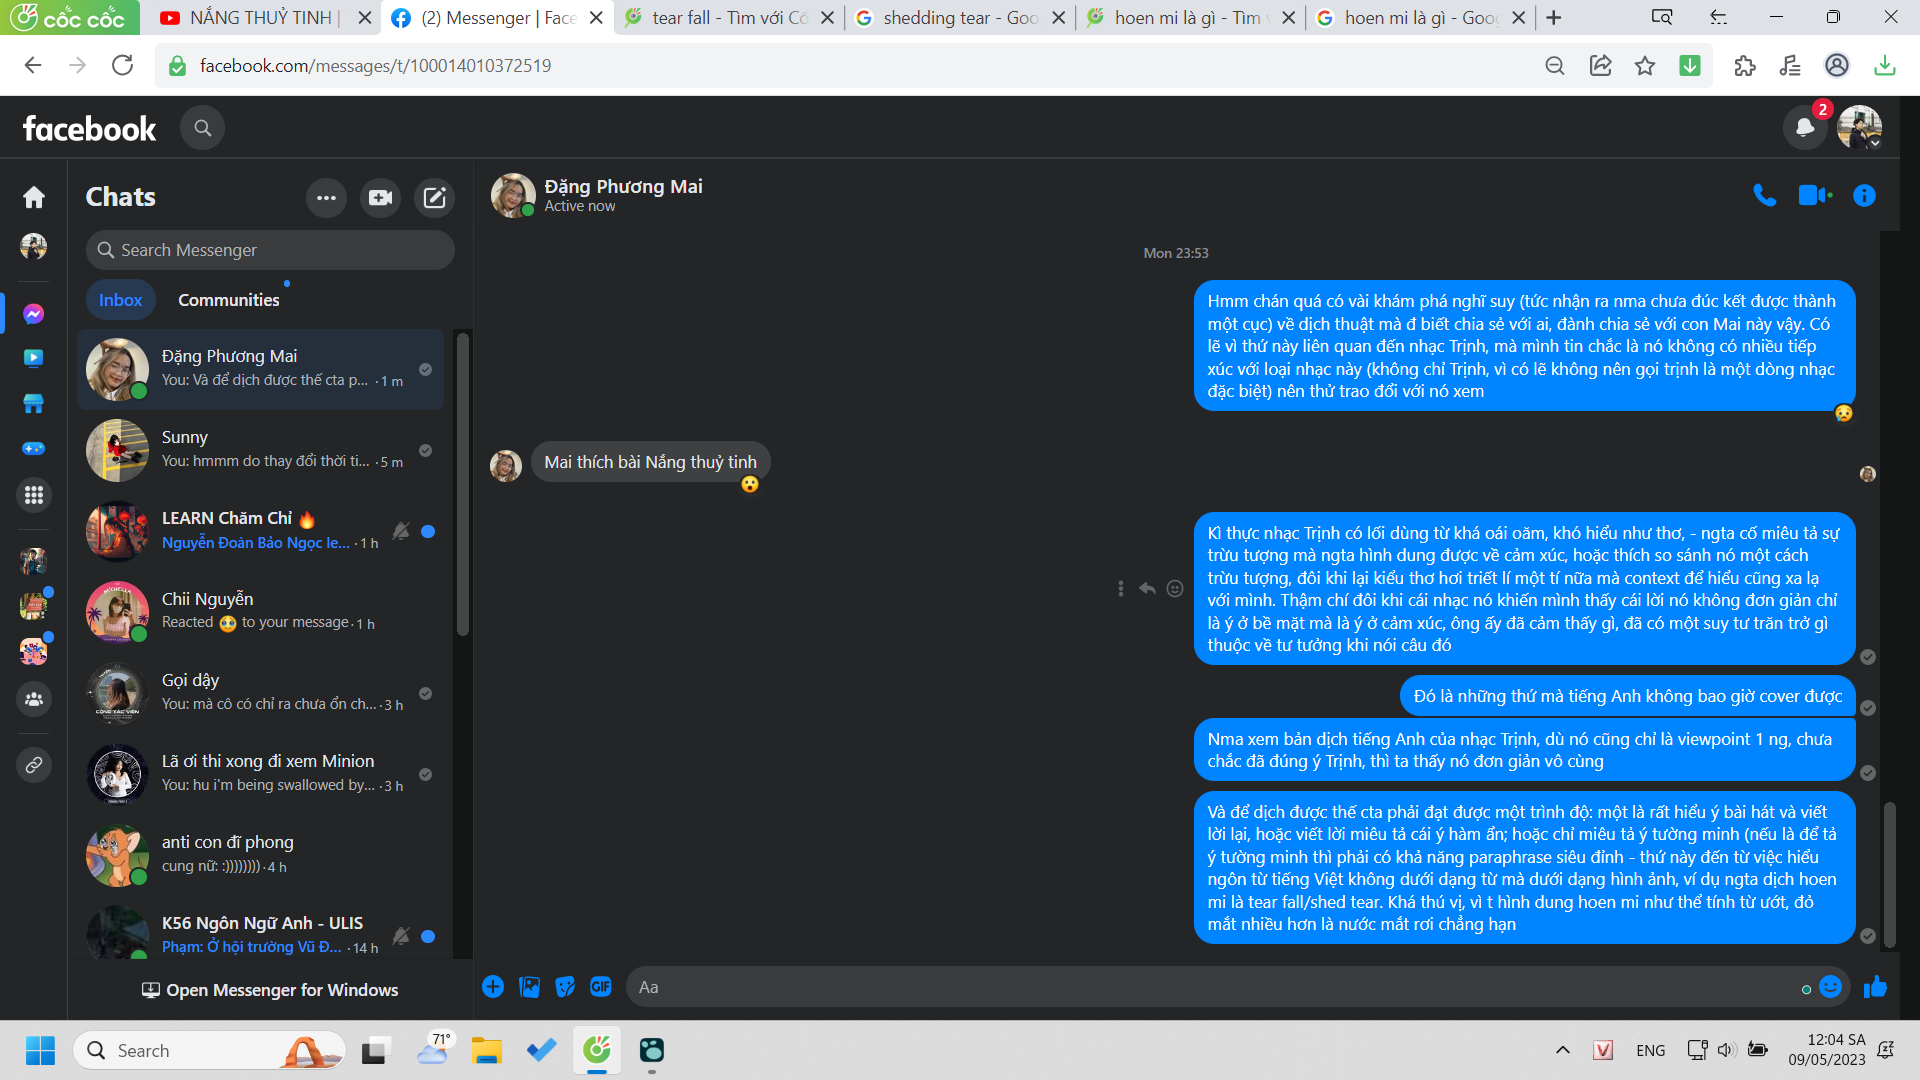 cốc cốc
NẮNG THUỶ TINH |
(2) Messenger | Face
tear fall - Tìm với Cố
shedding tear - Goo
hoen mi là gì - Tìm v
hoen mi là gì - Goog
facebook.com/messages/t/100014010372519
facebook
2
Chats
Search Messenger
Inbox
Communities
Đặng Phương Mai
You: Và để dịch được thế cta p... · 1 m
Sunny
You: hmmm do thay đổi thời ti... · 5 m
LEARN Chăm Chỉ 🔥
Nguyễn Đoàn Bảo Ngọc le... · 1 h
Chii Nguyễn
Reacted 🥹 to your message · 1 h
Gọi dậy
You: mà cô có chỉ ra chưa ổn ch... · 3 h
Lã ơi thi xong đi xem Minion
You: hu i'm being swallowed by... · 3 h
anti con đĩ phong
cung nữ: :)))))))) · 4 h
K56 Ngôn Ngữ Anh - ULIS
Phạm: Ở hội trường Vũ Đ... · 14 h
Open Messenger for Windows
Đặng Phương Mai
Active now
Mon 23:53
Hmm chán quá có vài khám phá nghĩ suy (tức nhận ra nma chưa đúc kết được thành
một cục) về dịch thuật mà đ biết chia sẻ với ai, đành chia sẻ với con Mai này vậy. Có
lẽ vì thứ này liên quan đến nhạc Trịnh, mà mình tin chắc là nó không có nhiều tiếp
xúc với loại nhạc này (không chỉ Trịnh, vì có lẽ không nên gọi trịnh là một dòng nhạc
đặc biệt) nên thử trao đổi với nó xem
Mai thích bài Nắng thuỷ tinh
Kì thực nhạc Trịnh có lối dùng từ khá oái oăm, khó hiểu như thơ, - ngta cố miêu tả sự
trừu tượng mà ngta hình dung được về cảm xúc, hoặc thích so sánh nó một cách
trừu tượng, đôi khi lại kiểu thơ hơi triết lí một tí nữa mà context để hiểu cũng xa lạ
với mình. Thậm chí đôi khi cái nhạc nó khiến mình thấy cái lời nó không đơn giản chỉ
là ý ở bề mặt mà là ý ở cảm xúc, ông ấy đã cảm thấy gì, đã có một suy tư trăn trở gì
thuộc về tư tưởng khi nói câu đó
Đó là những thứ mà tiếng Anh không bao giờ cover được
Nma xem bản dịch tiếng Anh của nhạc Trịnh, dù nó cũng chỉ là viewpoint 1 ng, chưa
chắc đã đúng ý Trịnh, thì ta thấy nó đơn giản vô cùng
Và để dịch được thế cta phải đạt được một trình độ: một là rất hiểu ý bài hát và viết
lời lại, hoặc viết lời miêu tả cái ý hàm ẩn; hoặc chỉ miêu tả ý tường minh (nếu là để tả
ý tường minh thì phải có khả năng paraphrase siêu đỉnh - thứ này đến từ việc hiểu
ngôn từ tiếng Việt không dưới dạng từ mà dưới dạng hình ảnh, ví dụ ngta dịch hoen
mi là tear fall/shed tear. Khá thú vị, vì t hình dung hoen mi như thể tính từ ướt, đỏ
mắt nhiều hơn là nước mắt rơi chẳng hạn
GIF
Aa
Search
71°
V
ENG
12:04 SA
09/05/2023